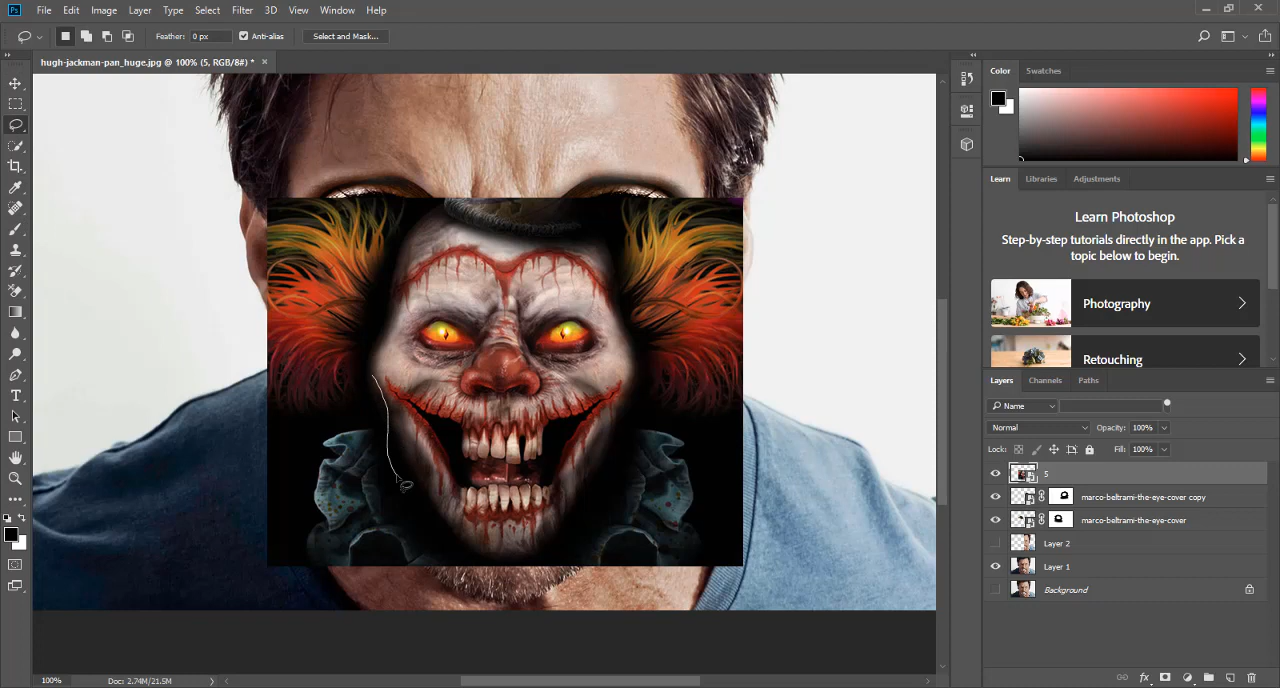 Ps File Edit Image Layer Type Select Filter 3D View Window Help
Feather: 0 px Anti-alias Select and Mask...
hugh-jackman-pan_huge.jpg @ 100% (5, RGB/8#) * ×
Color Swatches
Learn Libraries Adjustments
Learn Photoshop
Step-by-step tutorials directly in the app. Pick a
topic below to begin.
Photography
Retouching
Layers Channels Paths
Name
Normal Opacity: 100%
Lock: Fill: 100%
5
marco-beltrami-the-eye-cover copy
marco-beltrami-the-eye-cover
Layer 2
Layer 1
Background
fx
100% Doc: 2.74M/21.5M